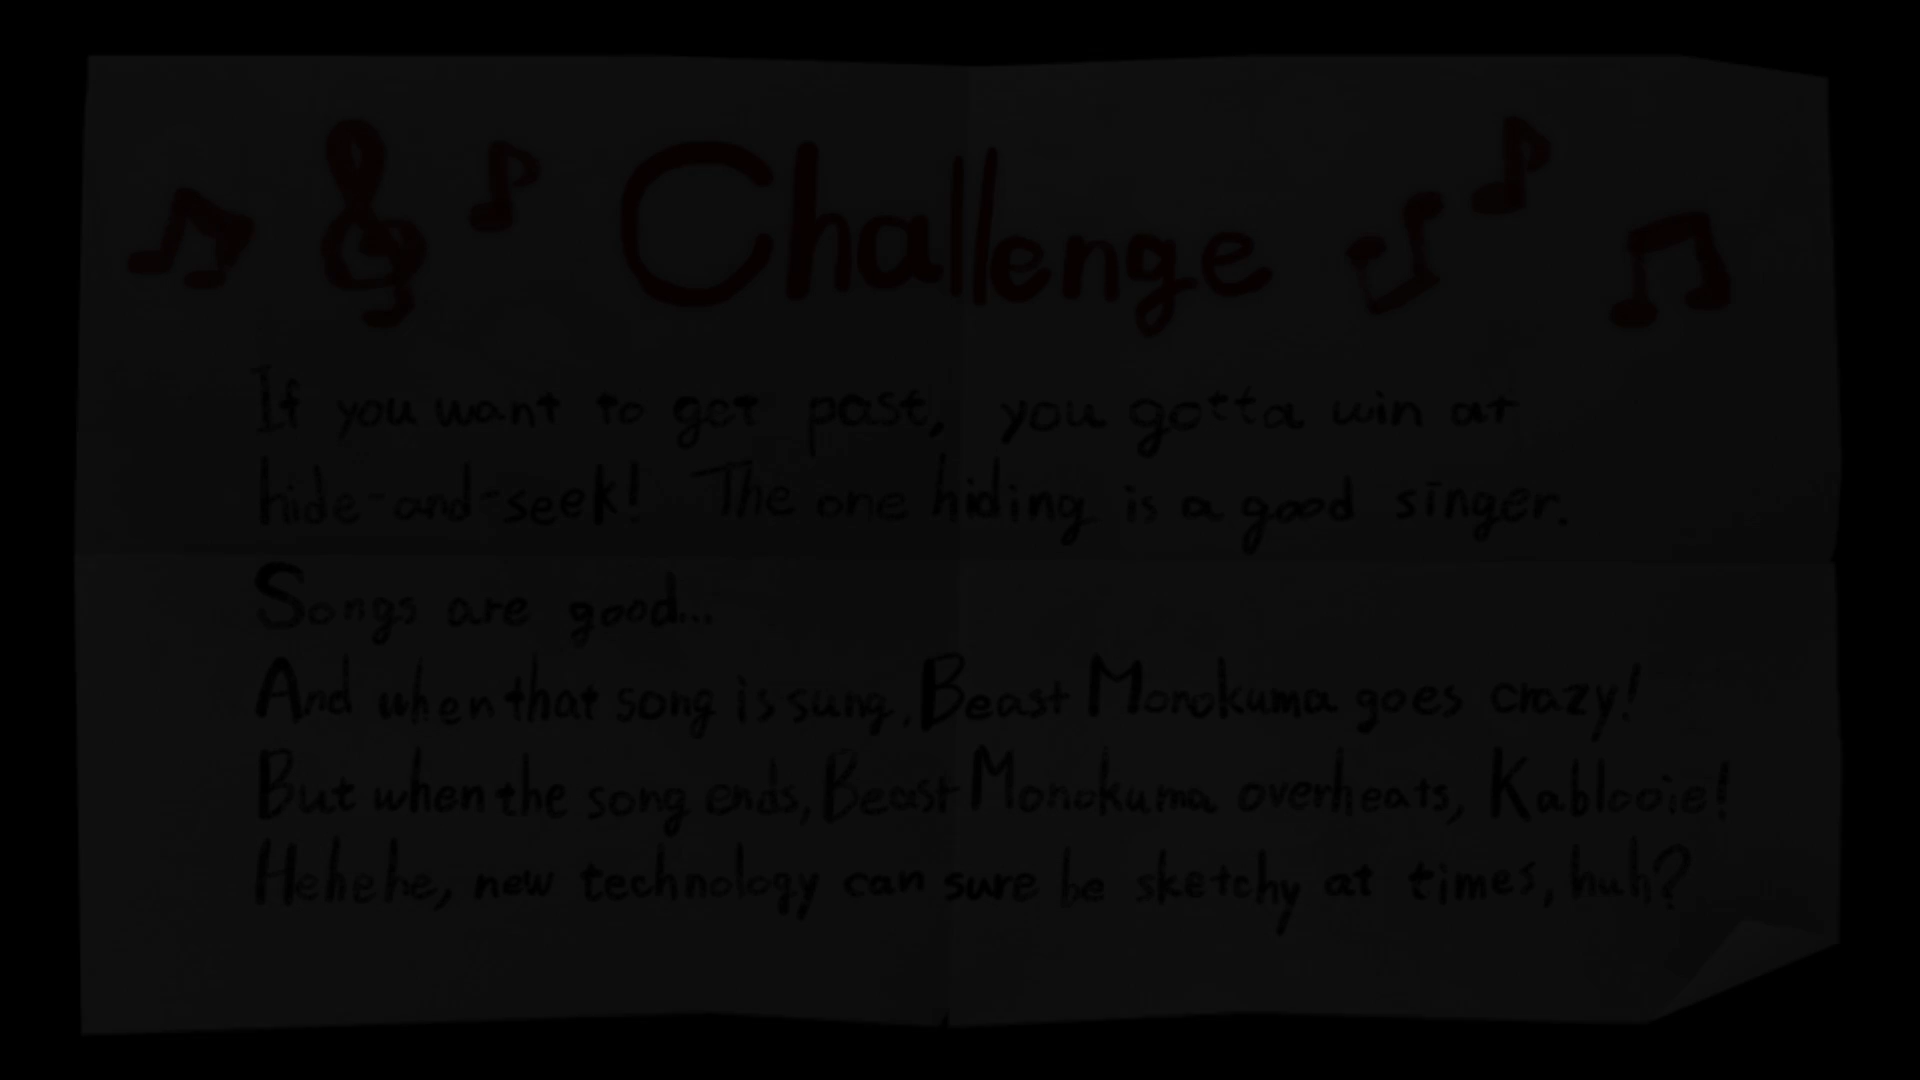 Challenge
If you want to get past, you gotta win at
hide-and-seek! The one hiding is a good singer.
Songs are good...
And when that song is sung, Beast Monokuma goes crazy!
But when the song ends, Beast Monokuma overheats, Kablooie!
Hehehe, new technology can sure be sketchy at times, huh?